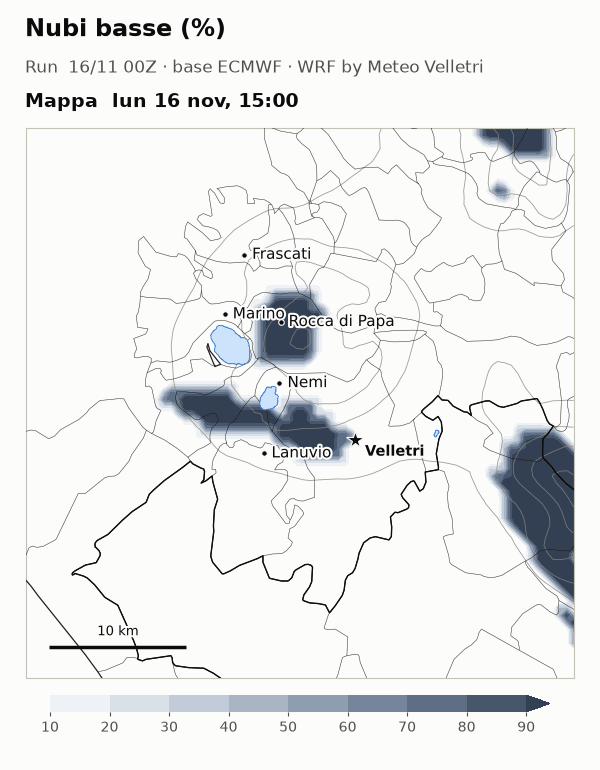 Nubi basse (%)
Run  16/11 00Z · base ECMWF · WRF by Meteo Velletri
Mappa  lun 16 nov, 15:00
Frascati
Marino
Rocca di Papa
Nemi
Velletri
Lanuvio
10 km
10 20 30 40 50 60 70 80 90